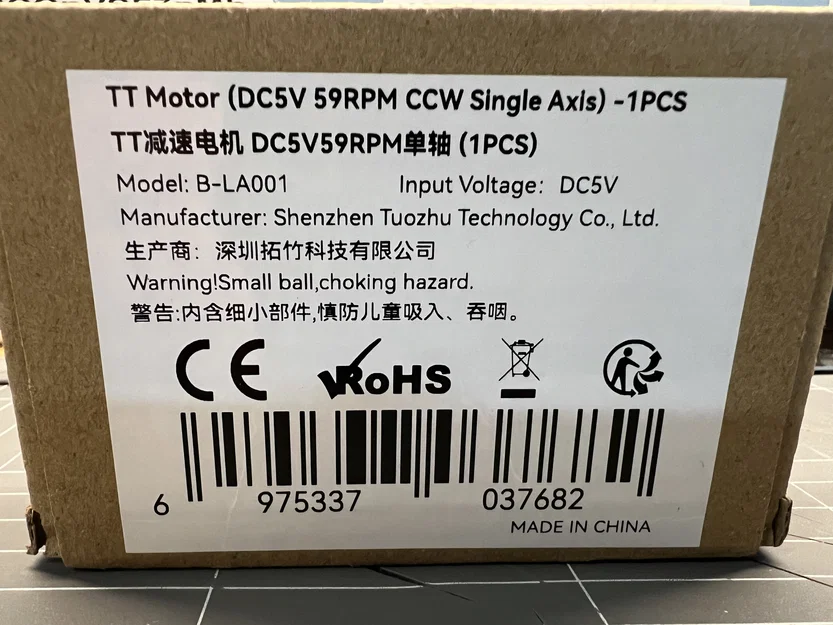 TT Motor (DC5V 59RPM CCW Single Axis) -1PCS
TT减速电机 DC5V59RPM单轴 (1PCS)
Model: B-LA001 Input Voltage: DC5V
Manufacturer: Shenzhen Tuozhu Technology Co., Ltd.
生产商: 深圳拓竹科技有限公司
Warning!Small ball,choking hazard.
警告:内含细小部件,慎防儿童吸入、吞咽。
CE RoHS
6 975337 037682
MADE IN CHINA